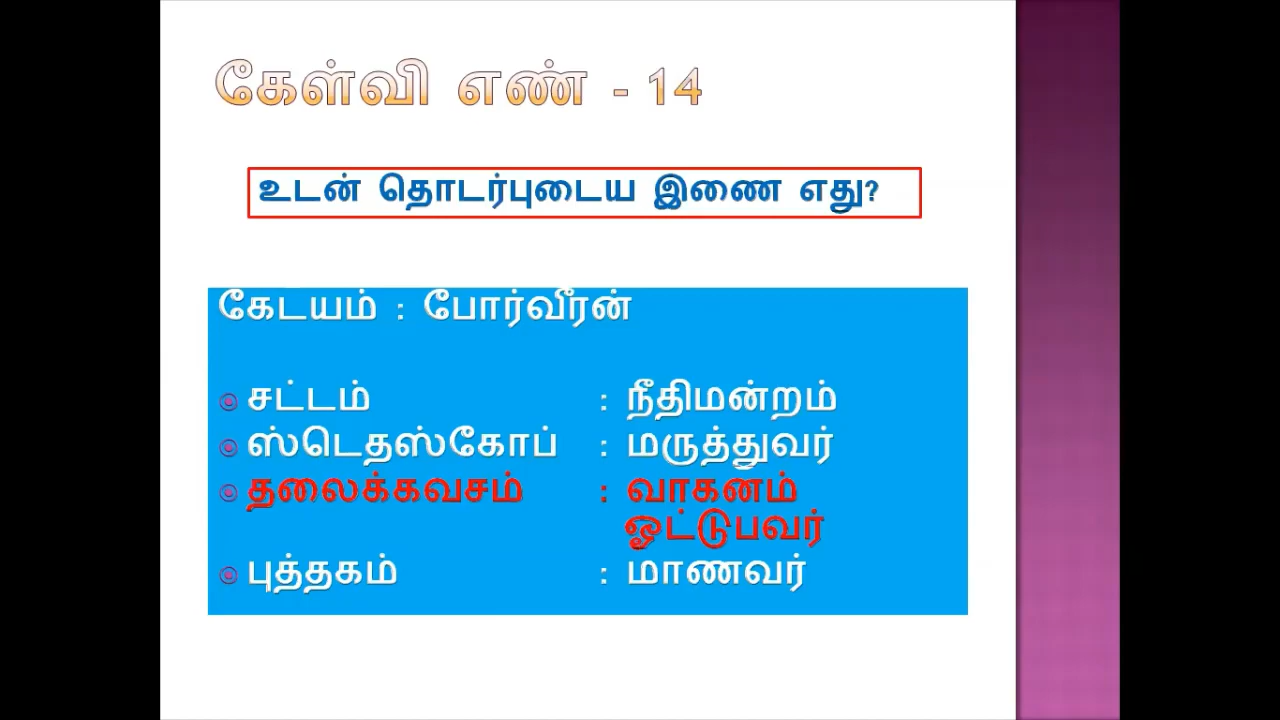 கேள்வி எண் - 14
உடன் தொடர்புடைய இணை எது?
கேடயம் : போர்வீரன்
சட்டம் : நீதிமன்றம்
ஸ்டெதஸ்கோப் : மருத்துவர்
தலைக்கவசம் : வாகனம்
ஓட்டுபவர்
புத்தகம் : மாணவர்